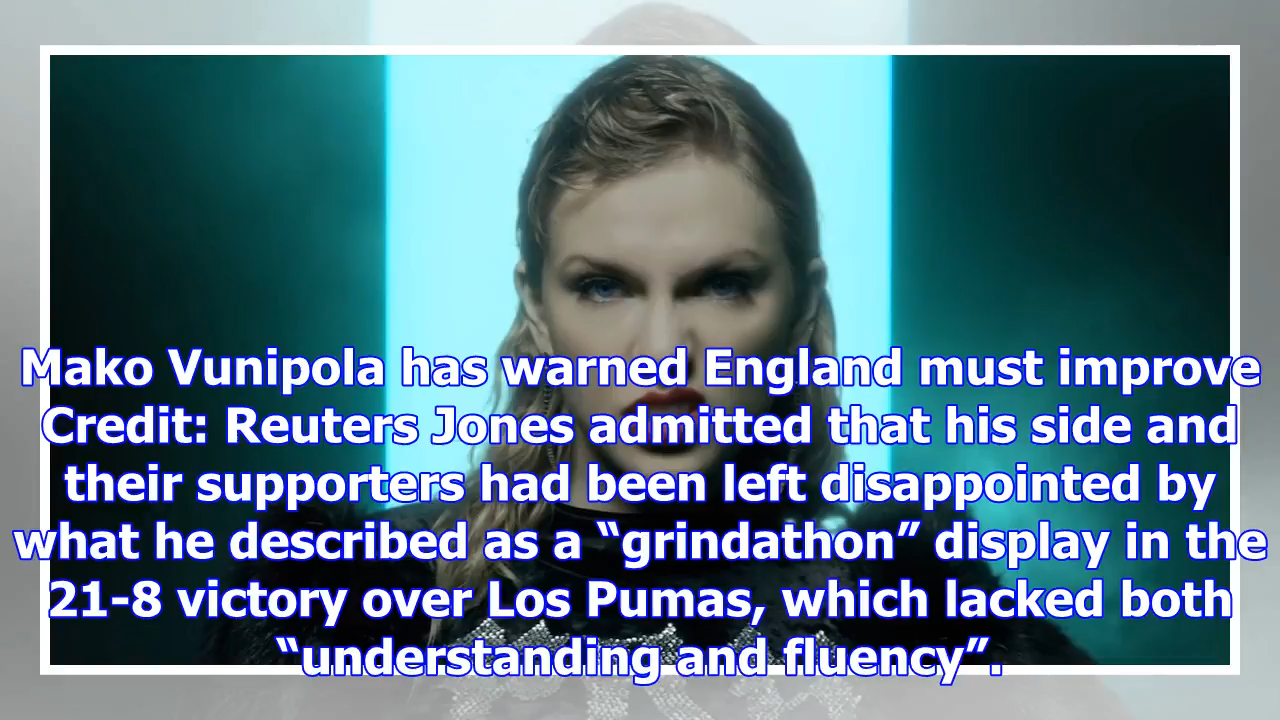 Mako Vunipola has warned England must improve
Credit: Reuters Jones admitted that his side and
their supporters had been left disappointed by
what he described as a “grindathon” display in the
21-8 victory over Los Pumas, which lacked both
“understanding and fluency”.